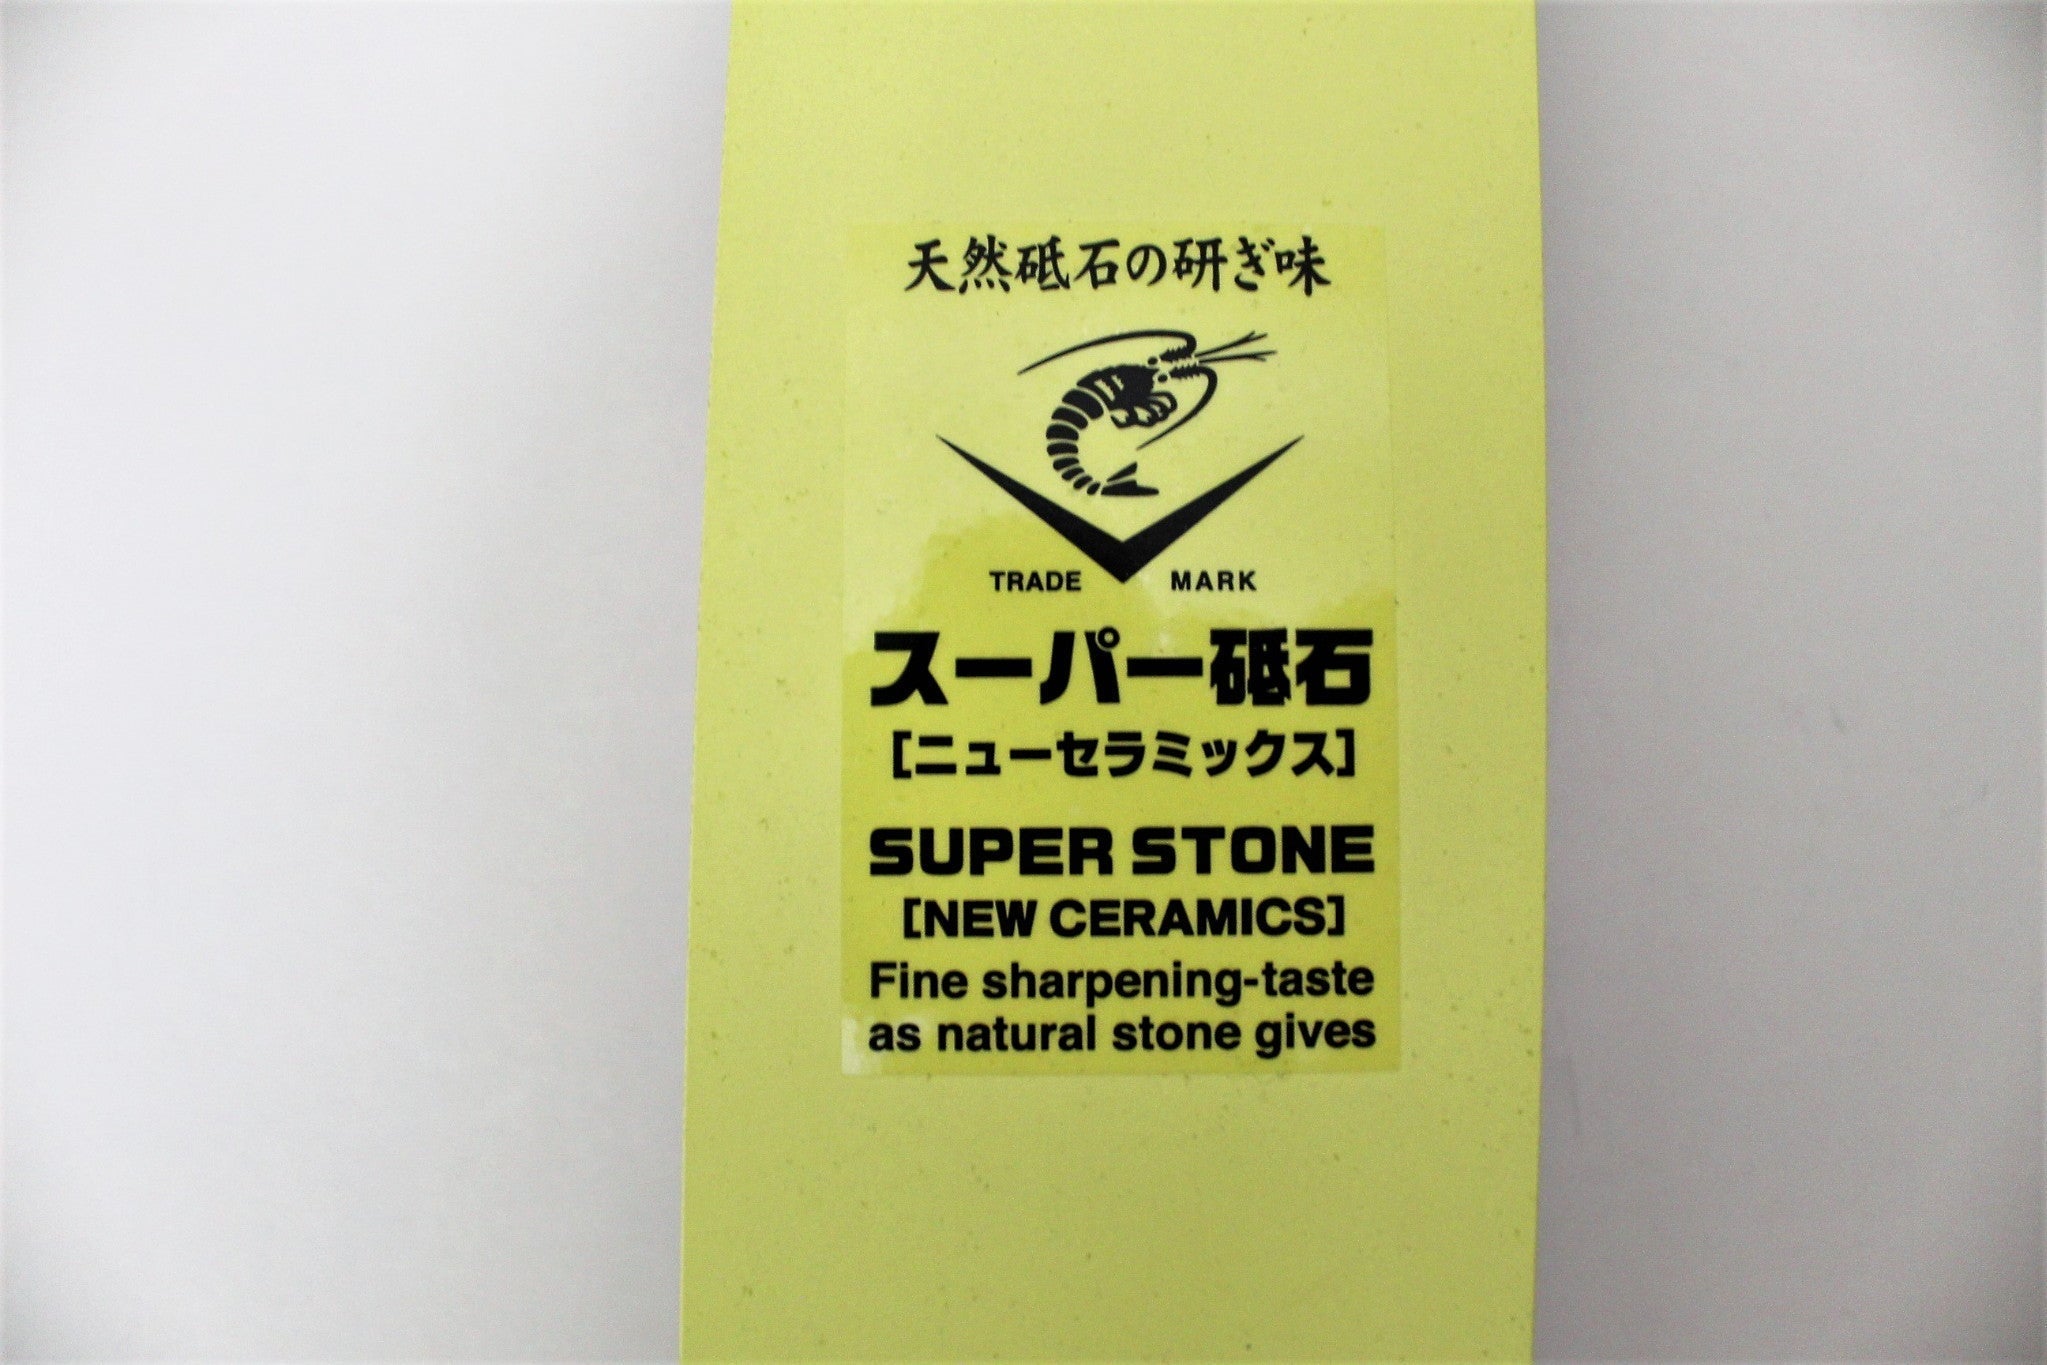 天然砥石の研ぎ味
TRADE MARK
スーパー砥石
[ニューセラミックス]
SUPER STONE
[NEW CERAMICS]
Fine sharpening-taste
as natural stone gives